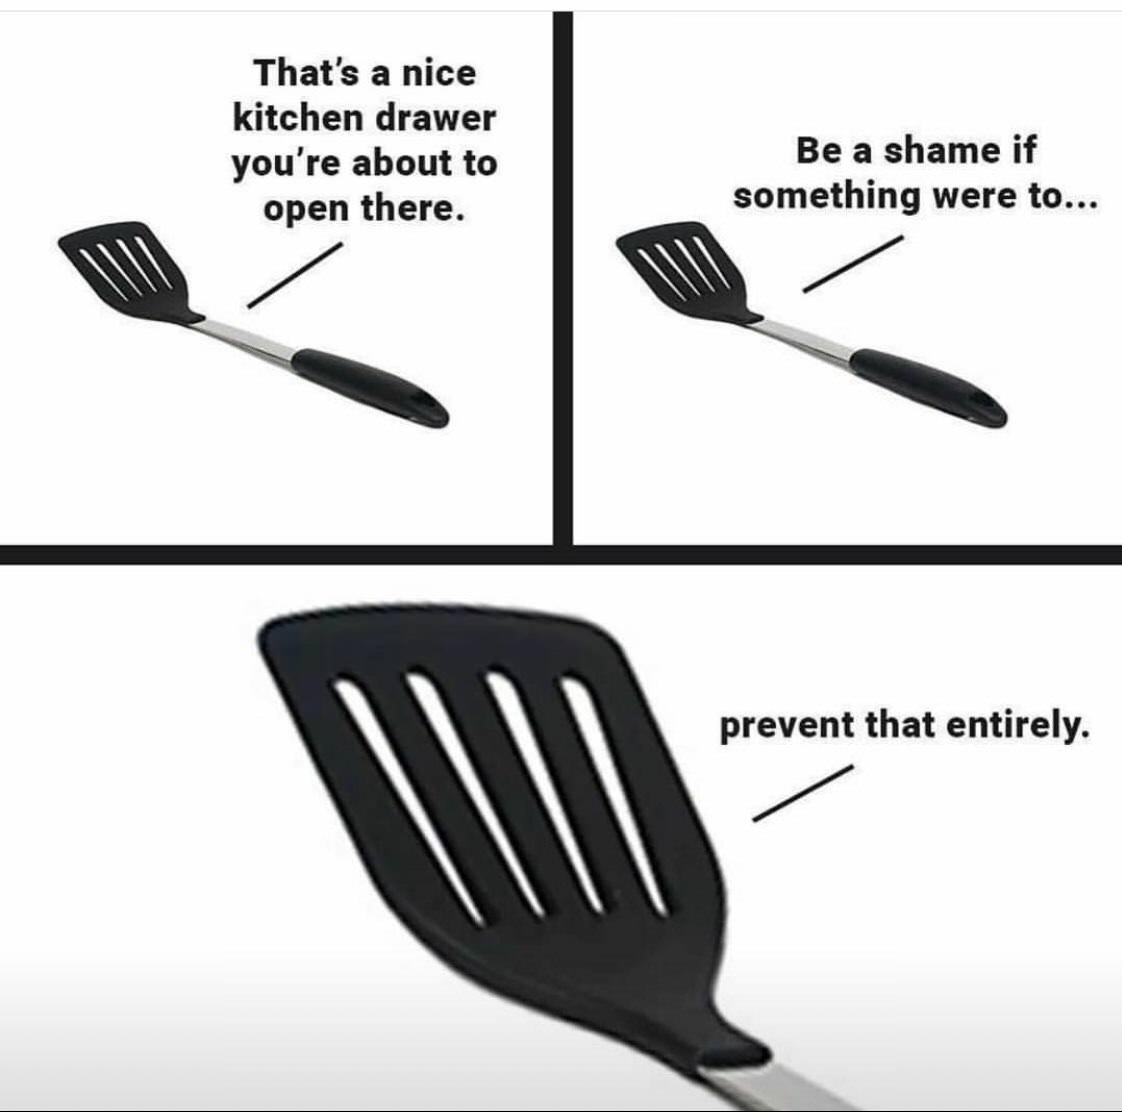 That's a nice
kitchen drawer
you're about to
open there.
Be a shame if
something were to...
prevent that entirely.